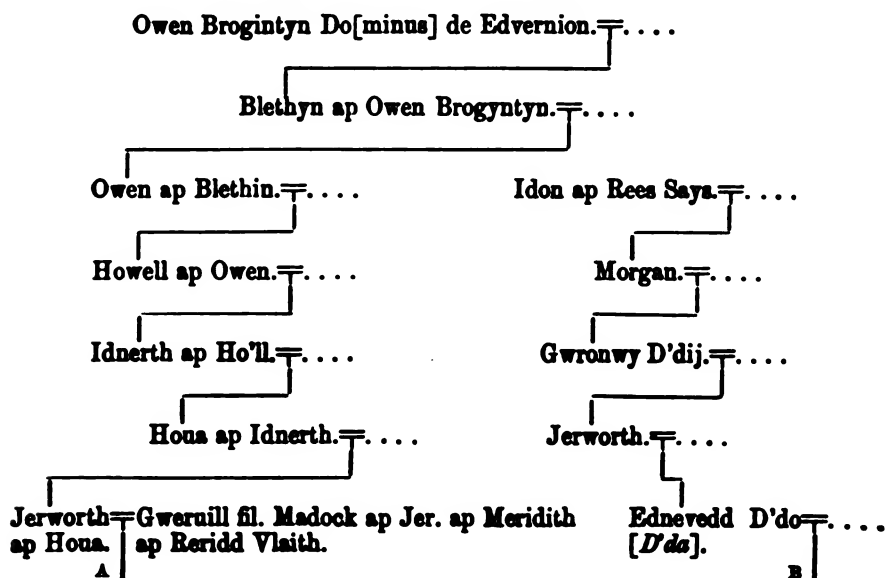 Owen Brogintyn Do[minus] de Edvernion.=....
Blethyn ap Owen Brogyntyn.=....
Owen ap Blethin.=....
Idon ap Rees Says.=....
Howell ap Owen.=....
Morgan.=....
Idnerth ap Ho'll.=....
Gwronwy D'dij.=....
Houa ap Idnerth.=....
Jerworth.=....
Jerworth=Gweruill fil. Madock ap Jer. ap Meridith
ap Houa. ap Reridd Vlaith.
A
Ednevedd D'do=....
[D'da].
B